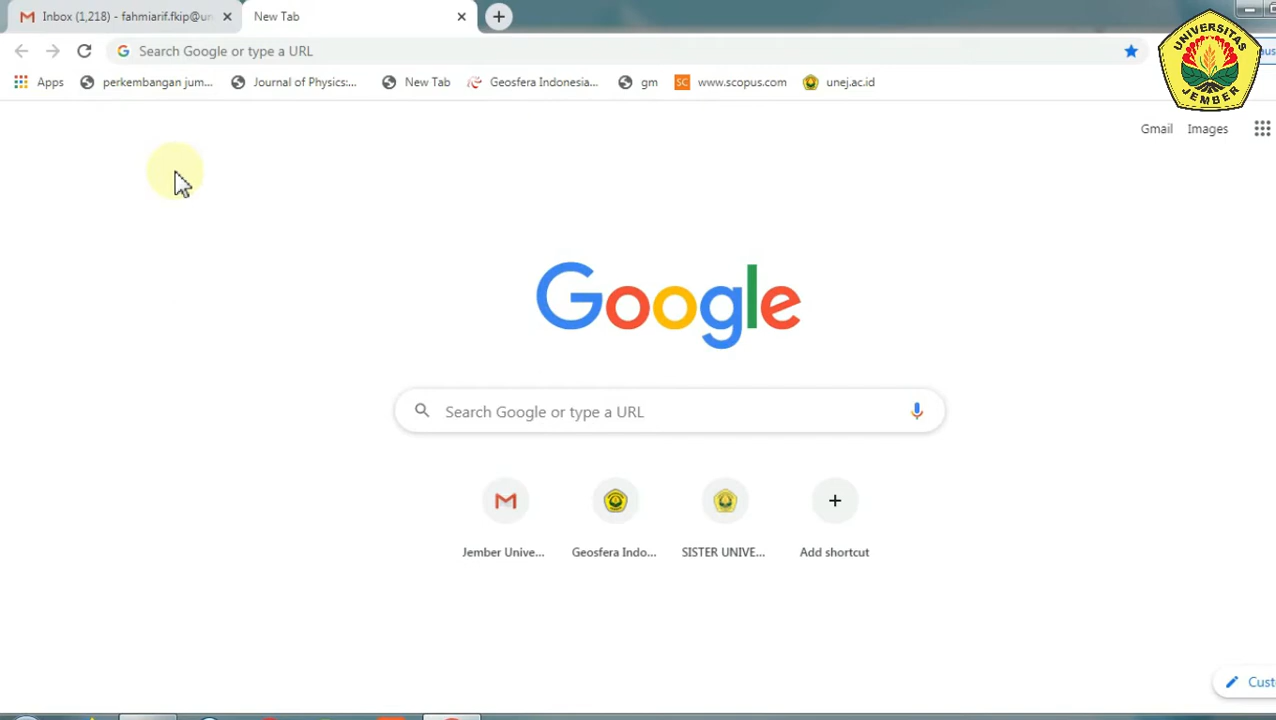 Inbox (1,218) - fahmiarif.fkip@un
New Tab
Search Google or type a URL
Apps
perkembangan jum...
Journal of Physics:...
New Tab
Geosfera Indonesia...
gm
SC
www.scopus.com
unej.ac.id
UNIVERSITAS
JEMBER
Gmail
Images
Google
Search Google or type a URL
Jember Unive...
Geosfera Indo...
SISTER UNIVE...
Add shortcut